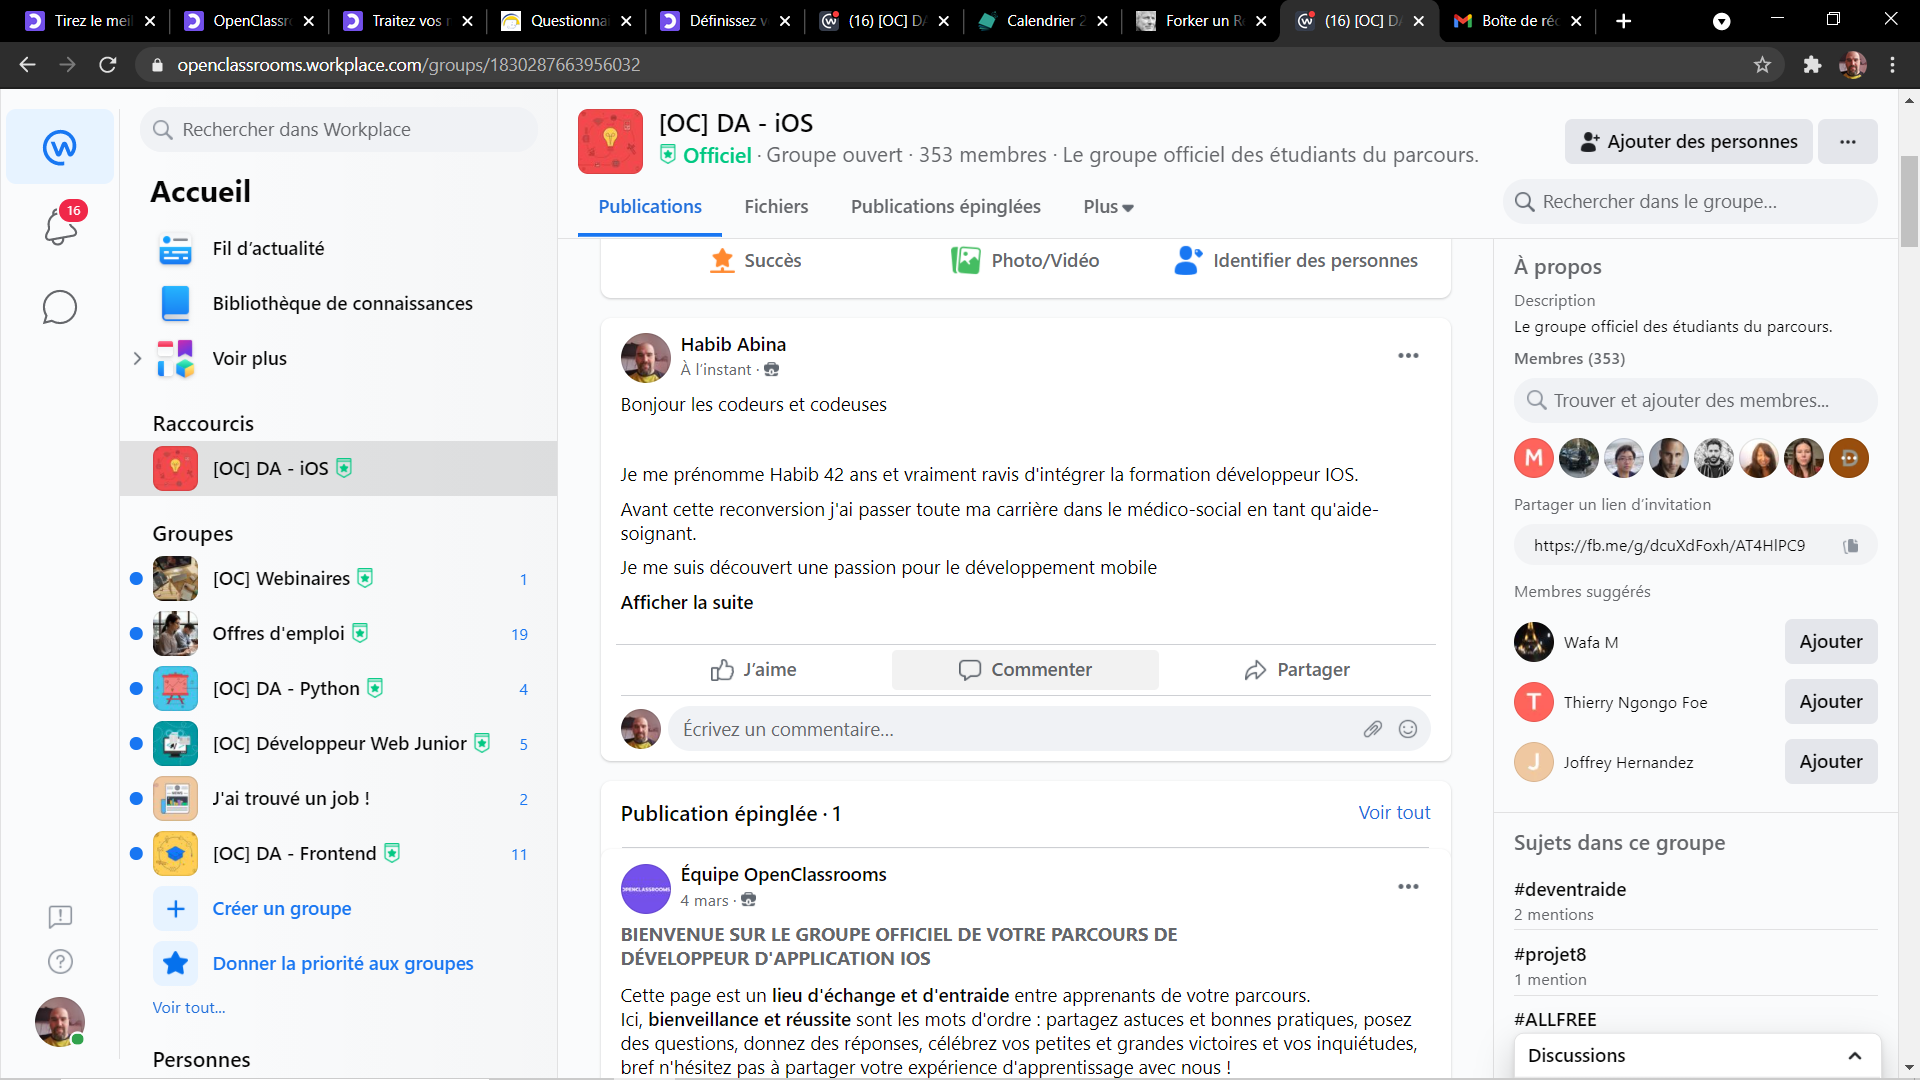 Tirez le meil
OpenClassro
Traitez vos r
Questionnai
Définissez v
(16) [OC] DA
Calendrier 2
Forker un Re
(16) [OC] DA
Boîte de réc
openclassrooms.workplace.com/groups/1830287663956032
16
Rechercher dans Workplace
Accueil
Fil d'actualité
Bibliothèque de connaissances
Voir plus
Raccourcis
[OC] DA - iOS
Groupes
[OC] Webinaires 1
Offres d'emploi 19
[OC] DA - Python 4
[OC] Développeur Web Junior 5
J'ai trouvé un job ! 2
[OC] DA - Frontend 11
Créer un groupe
Donner la priorité aux groupes
Voir tout...
Personnes
[OC] DA - iOS
Officiel · Groupe ouvert · 353 membres · Le groupe officiel des étudiants du parcours.
Ajouter des personnes
Publications Fichiers Publications épinglées Plus
Rechercher dans le groupe...
Succès Photo/Vidéo Identifier des personnes
Habib Abina
À l'instant ·
Bonjour les codeurs et codeuses
Je me prénomme Habib 42 ans et vraiment ravis d'intégrer la formation développeur IOS.
Avant cette reconversion j'ai passer toute ma carrière dans le médico-social en tant qu'aide-
soignant.
Je me suis découvert une passion pour le développement mobile
Afficher la suite
J'aime Commenter Partager
Écrivez un commentaire...
Publication épinglée · 1 Voir tout
OPENCLASSROOMS
Équipe OpenClassrooms
4 mars ·
BIENVENUE SUR LE GROUPE OFFICIEL DE VOTRE PARCOURS DE
DÉVELOPPEUR D'APPLICATION IOS
Cette page est un lieu d'échange et d'entraide entre apprenants de votre parcours.
Ici, bienveillance et réussite sont les mots d'ordre : partagez astuces et bonnes pratiques, posez
des questions, donnez des réponses, célébrez vos petites et grandes victoires et vos inquiétudes,
bref n'hésitez pas à partager votre expérience d'apprentissage avec nous !
À propos
Description
Le groupe officiel des étudiants du parcours.
Membres (353)
Trouver et ajouter des membres...
M
D
Partager un lien d'invitation
https://fb.me/g/dcuXdFoxh/AT4HlPC9
Membres suggérés
Wafa M Ajouter
T Thierry Ngongo Foe Ajouter
J Joffrey Hernandez Ajouter
Sujets dans ce groupe
#deventraide
2 mentions
#projet8
1 mention
#ALLFREE
Discussions